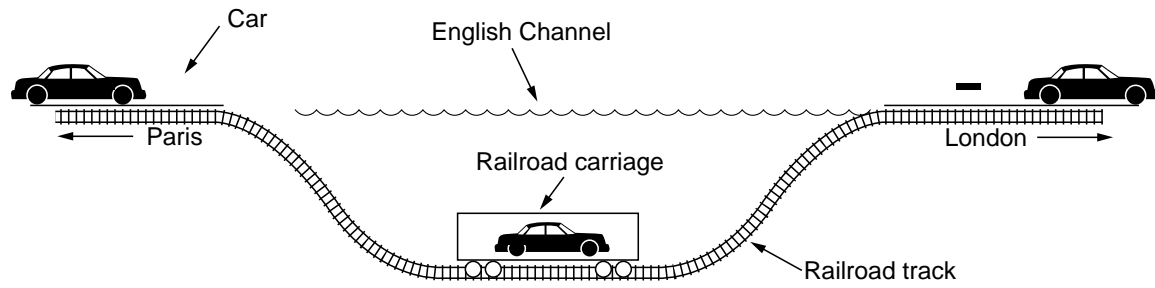 Car
English Channel
Paris
London
Railroad carriage
Railroad track